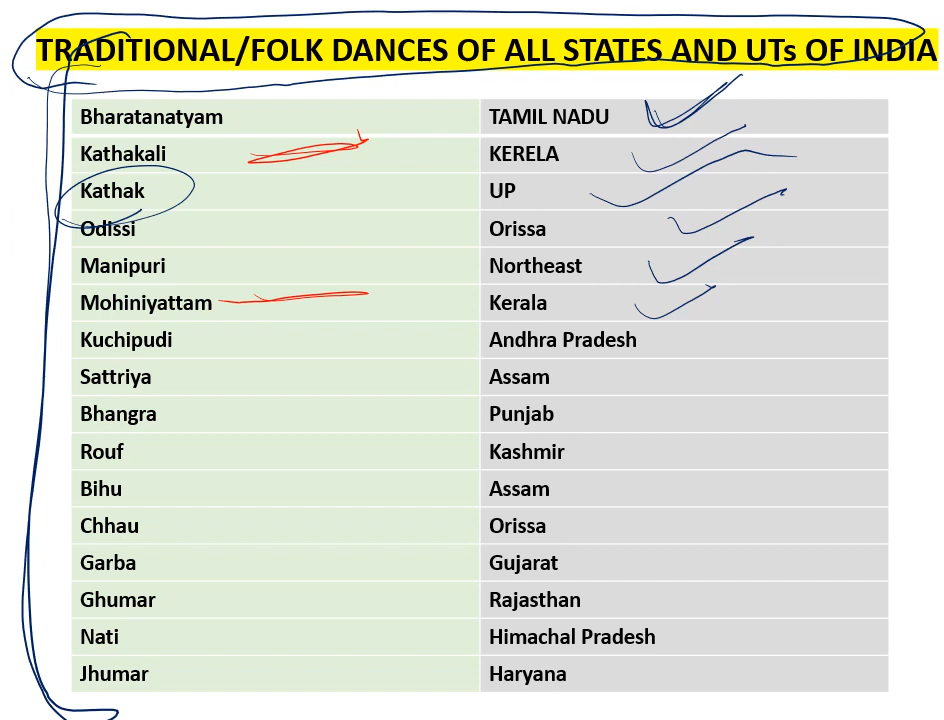 TRADITIONAL/FOLK DANCES OF ALL STATES AND UTs OF INDIA
Bharatanatyam TAMIL NADU
Kathakali KERELA
Kathak UP
Odissi Orissa
Manipuri Northeast
Mohiniyattam Kerala
Kuchipudi Andhra Pradesh
Sattriya Assam
Bhangra Punjab
Rouf Kashmir
Bihu Assam
Chhau Orissa
Garba Gujarat
Ghumar Rajasthan
Nati Himachal Pradesh
Jhumar Haryana